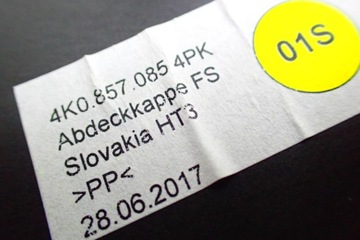 01S
4K0.857.085 4PK
Abdeckkappe FS
Slovakia HT3
>PP<
28.06.2017